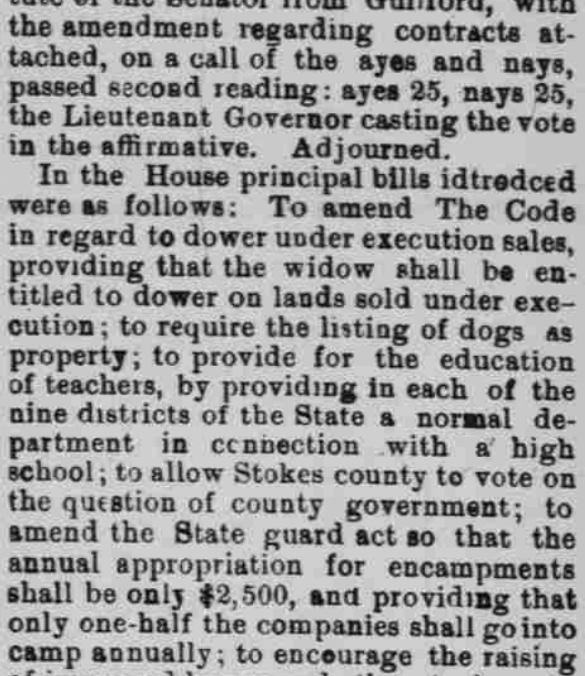 the amendment regarding contracts at-
tached, on a call of the ayes and nays,
passed second reading: ayes 25, nays 25,
the Lieutenant Governor casting the vote
in the affirmative. Adjourned.
In the House principal bills idtrodced
were as follows: To amend The Code
in regard to dower under execution sales,
providing that the widow shall be en-
titled to dower on lands sold under exe-
cution; to require the listing of dogs as
property; to provide for the education
of teachers, by providing in each of the
nine districts of the State a normal de-
partment in connection with a high
school; to allow Stokes county to vote on
the question of county government; to
amend the State guard act so that the
annual appropriation for encampments
shall be only $2,500, and providing that
only one-half the companies shall go into
camp annually; to encourage the raising